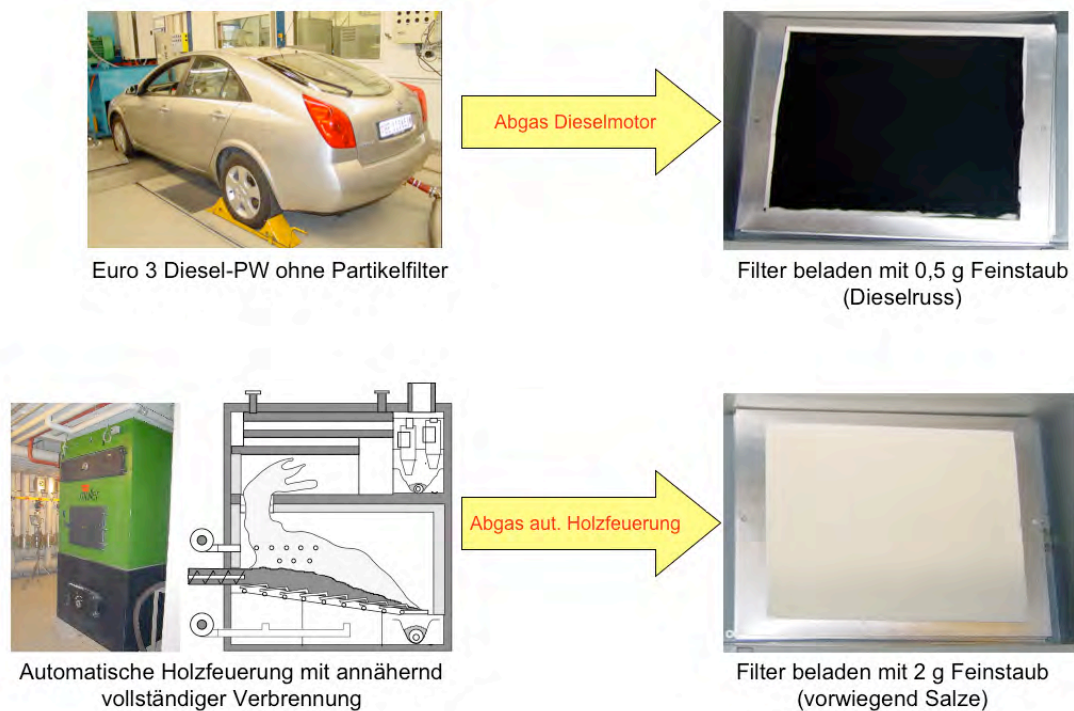 Abgas Dieselmotor
Euro 3 Diesel-PW ohne Partikelfilter
Filter beladen mit 0,5 g Feinstaub
(Dieselruss)
Abgas aut. Holzfeuerung
Automatische Holzfeuerung mit annähernd
vollständiger Verbrennung
Filter beladen mit 2 g Feinstaub
(vorwiegend Salze)